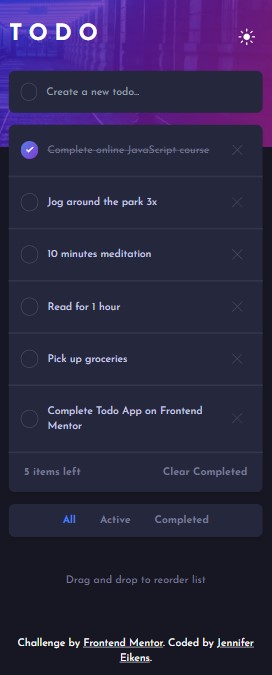 TODO
Create a new todo...
Complete online JavaScript course
Jog around the park 3x
10 minutes meditation
Read for 1 hour
Pick up groceries
Complete Todo App on Frontend
Mentor
5 items left Clear Completed
All Active Completed
Drag and drop to reorder list
Challenge by Frontend Mentor. Coded by Jennifer
Eikens.